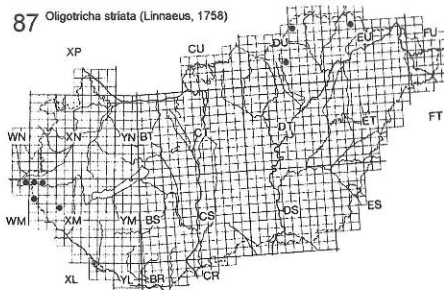 87 Oligotricha striata (Linnaeus, 1758)
XP CU DU EU FU
WN XN YN BT CT DT ET FT
WM XM YM BS CS DS ES
XL YL BR CR